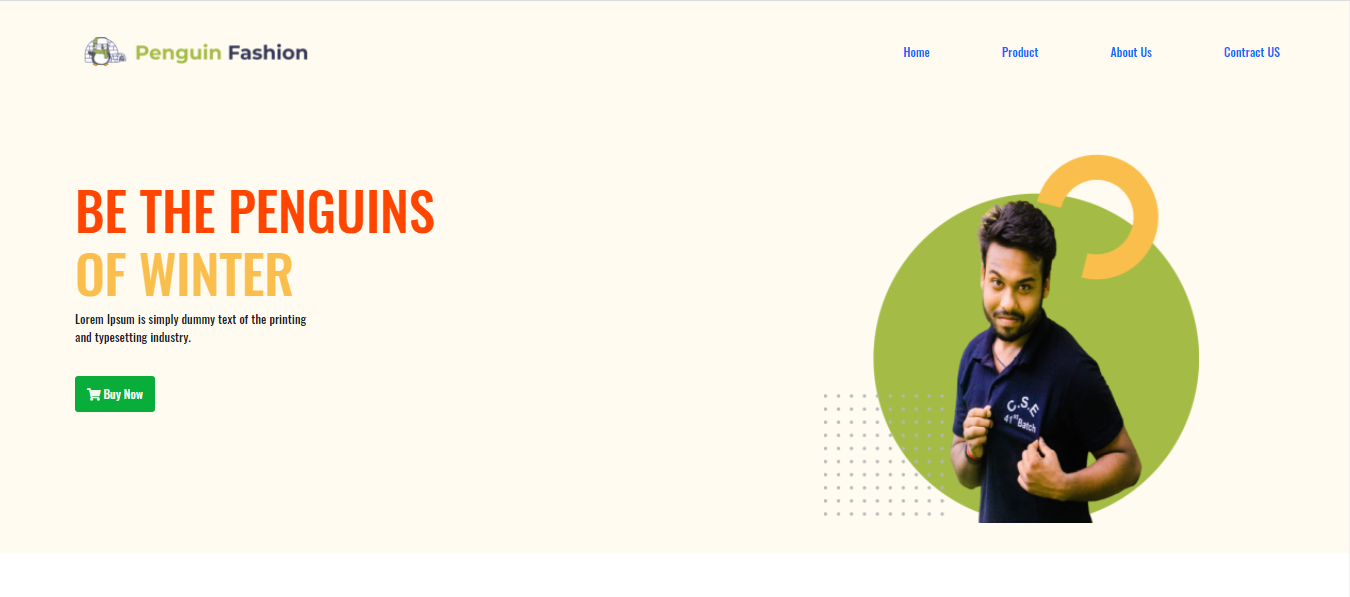 Penguin Fashion
Home Product About Us Contract US
BE THE PENGUINS
OF WINTER
Lorem Ipsum is simply dummy text of the printing
and typesetting industry.
Buy Now
C.S.E
41st Batch